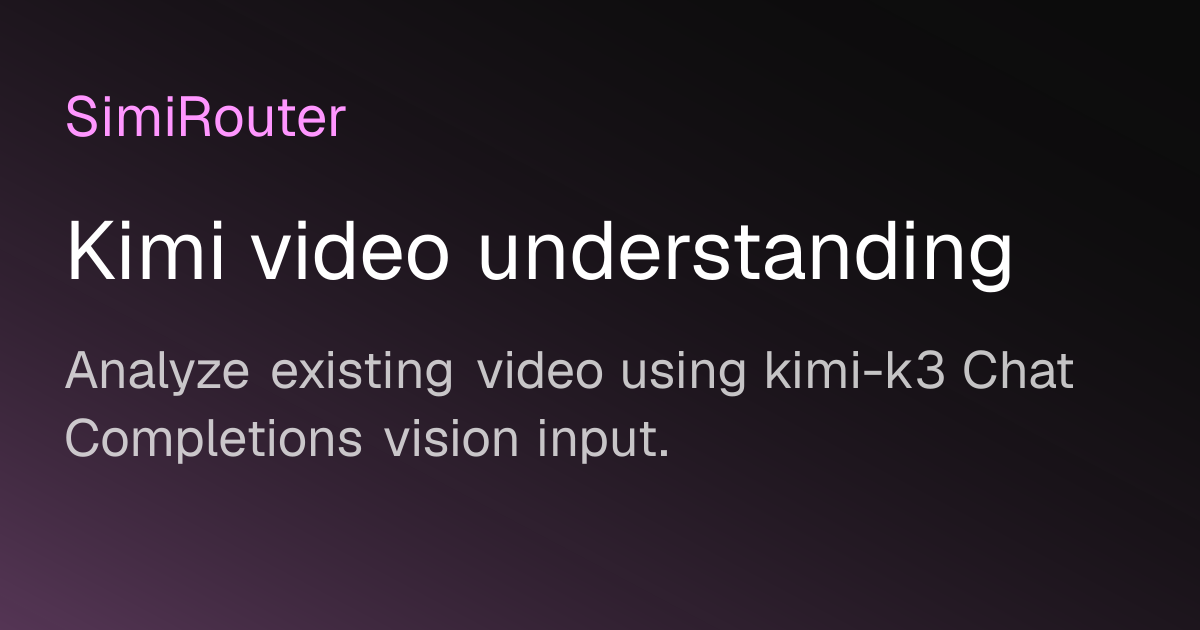 SimiRouter
Kimi video understanding
Analyze existing video using kimi-k3 Chat
Completions vision input.